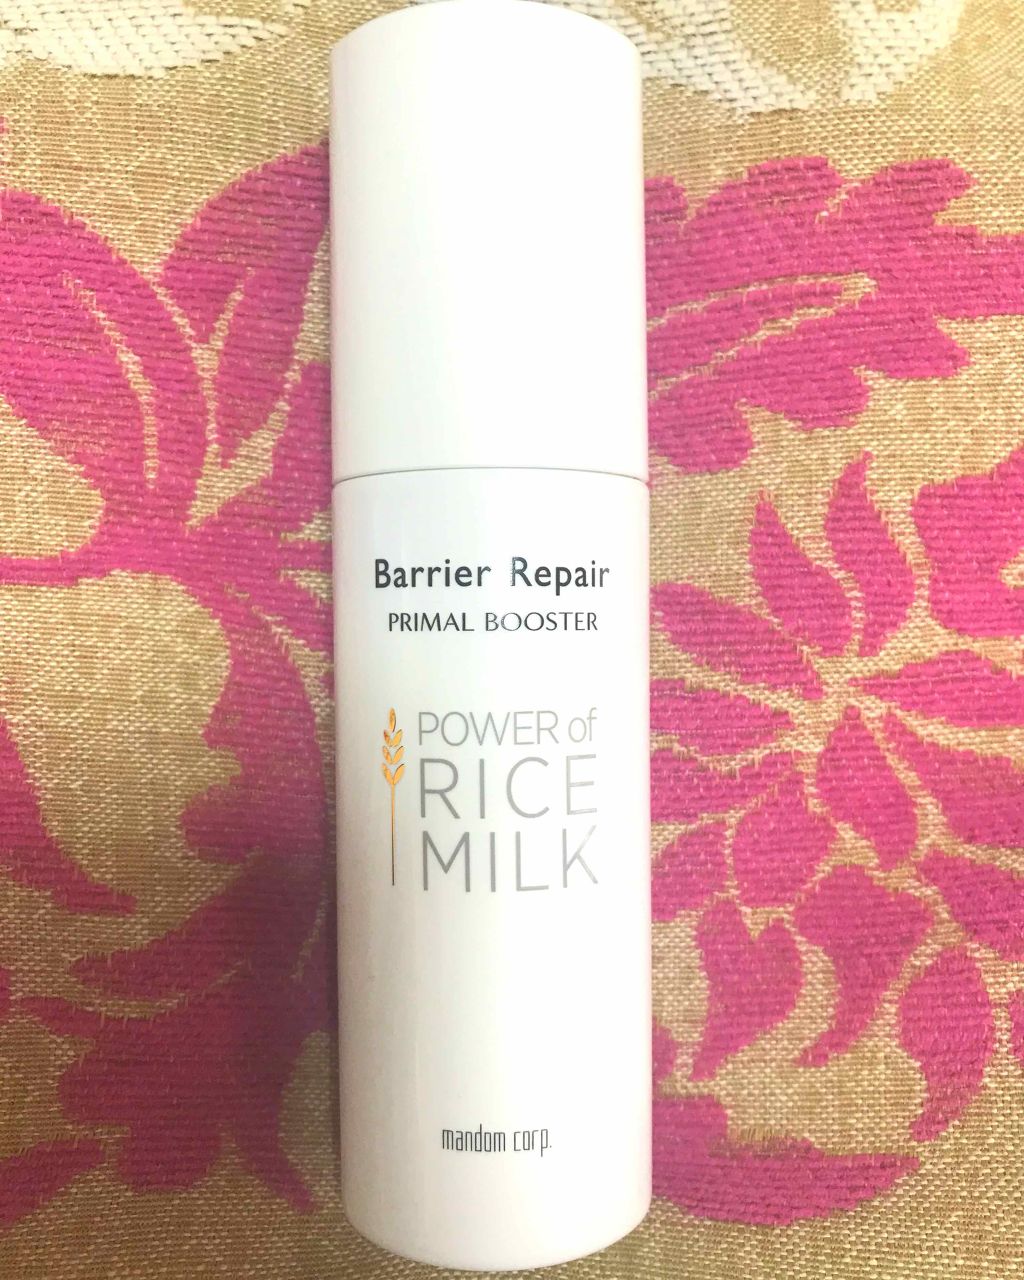 Barrier Repair
PRIMAL BOOSTER
POWER of
RICE
MILK
mandom corp.